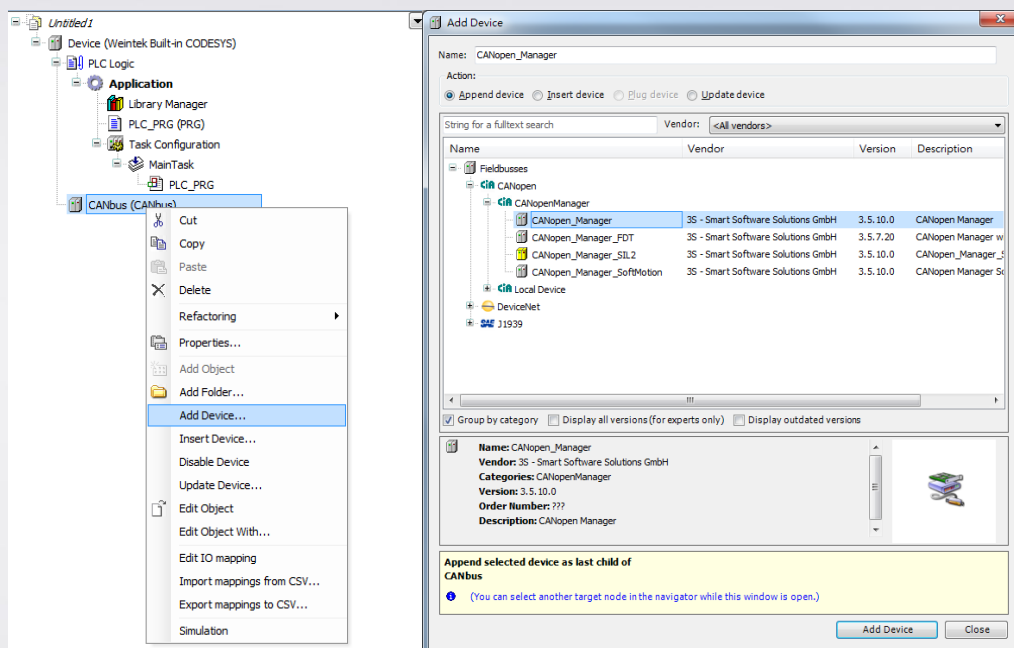 Untitled1
Device (Weintek Built-in CODESYS)
PLC Logic
Application
Library Manager
PLC_PRG (PRG)
Task Configuration
MainTask
PLC_PRG
CANbus (CANbus)
Cut
Copy
Paste
Delete
Refactoring
Properties...
Add Object
Add Folder...
Add Device...
Insert Device...
Disable Device
Update Device...
Edit Object
Edit Object With...
Edit IO mapping
Import mappings from CSV...
Export mappings to CSV...
Simulation
Add Device
Name: CANopen_Manager
Action:
Append device Insert device Plug device Update device
String for a fulltext search Vendor: <All vendors>
Name Vendor Version Description
Fieldbusses
CiA CANopen
CiA CANopenManager
CANopen_Manager 3S - Smart Software Solutions GmbH 3.5.10.0 CANopen Manager
CANopen_Manager_FDT 3S - Smart Software Solutions GmbH 3.5.7.20 CANopen Manager w
CANopen_Manager_SIL2 3S - Smart Software Solutions GmbH 3.5.10.0 CANopen_Manager_S
CANopen_Manager_SoftMotion 3S - Smart Software Solutions GmbH 3.5.10.0 CANopen Manager So
CiA Local Device
DeviceNet
SAE J1939
Group by category Display all versions (for experts only) Display outdated versions
Name: CANopen_Manager
Vendor: 3S - Smart Software Solutions GmbH
Categories: CANopenManager
Version: 3.5.10.0
Order Number: ???
Description: CANopen Manager
Append selected device as last child of
CANbus
(You can select another target node in the navigator while this window is open.)
Add Device Close